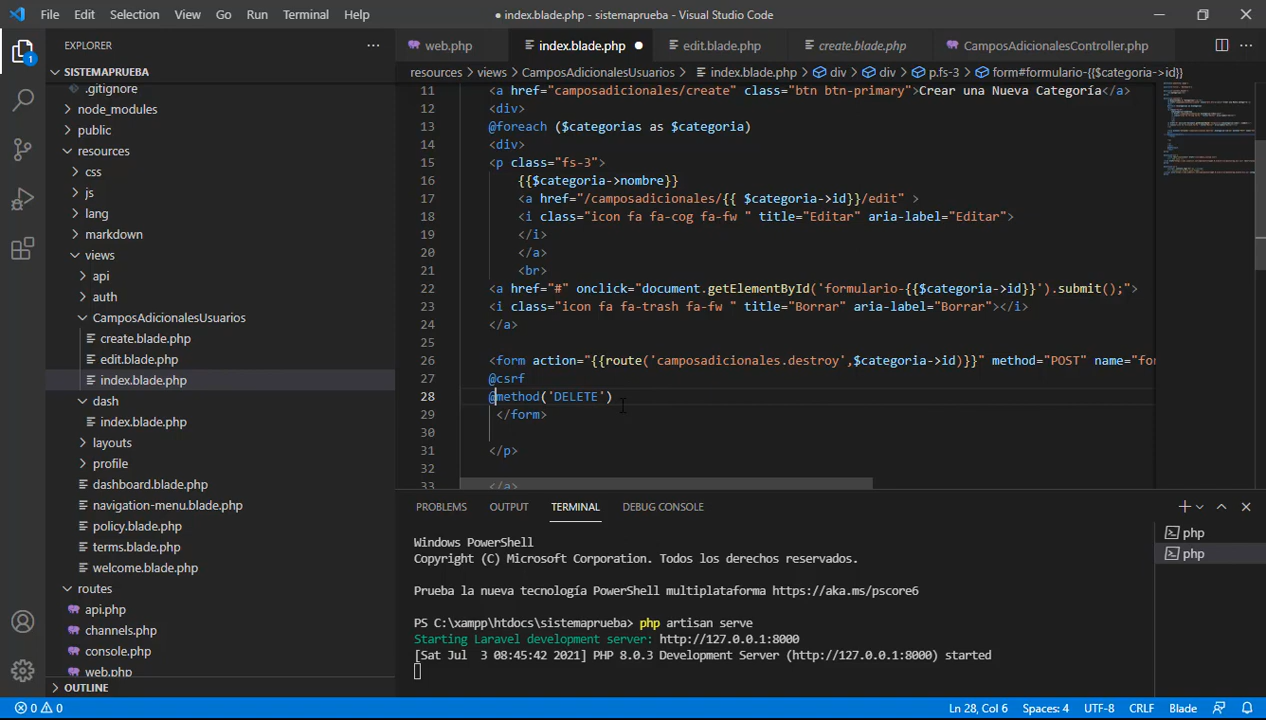 File Edit Selection View Go Run Terminal Help
● index.blade.php - sistemaprueba - Visual Studio Code
EXPLORER
1
SISTEMAPRUEBA
.gitignore
node_modules
public
resources
css
js
lang
markdown
views
api
auth
CamposAdicionalesUsuarios
create.blade.php
edit.blade.php
index.blade.php
dash
index.blade.php
layouts
profile
dashboard.blade.php
navigation-menu.blade.php
policy.blade.php
terms.blade.php
welcome.blade.php
routes
api.php
channels.php
console.php
web.php
OUTLINE
web.php index.blade.php ● edit.blade.php create.blade.php CamposAdicionalesController.php
resources > views > CamposAdicionalesUsuarios > index.blade.php > div > div > p.fs-3 > form#formulario-{{$categoria->id}}
11 <a href="camposadicionales/create" class="btn btn-primary">Crear una Nueva Categoría</a>
12 <div>
13 @foreach ($categorias as $categoria)
14 <div>
15 <p class="fs-3">
16 {{$categoria->nombre}}
17 <a href="/camposadicionales/{{ $categoria->id}}/edit" >
18 <i class="icon fa fa-cog fa-fw " title="Editar" aria-label="Editar">
19 </i>
20 </a>
21 <br>
22 <a href="#" onclick="document.getElementById('formulario-{{$categoria->id}}').submit();">
23 <i class="icon fa fa-trash fa-fw " title="Borrar" aria-label="Borrar"></i>
24 </a>
25
26 <form action="{{route('camposadicionales.destroy',$categoria->id)}}" method="POST" name="for
27 @csrf
28 @method('DELETE')
29 </form>
30
31 </p>
32
33 </a>
PROBLEMS OUTPUT TERMINAL DEBUG CONSOLE
Windows PowerShell
Copyright (C) Microsoft Corporation. Todos los derechos reservados.
Prueba la nueva tecnología PowerShell multiplataforma https://aka.ms/pscore6
PS C:\xampp\htdocs\sistemaprueba> php artisan serve
Starting Laravel development server: http://127.0.0.1:8000
[Sat Jul  3 08:45:42 2021] PHP 8.0.3 Development Server (http://127.0.0.1:8000) started
php
php
0 0 Ln 28, Col 6 Spaces: 4 UTF-8 CRLF Blade